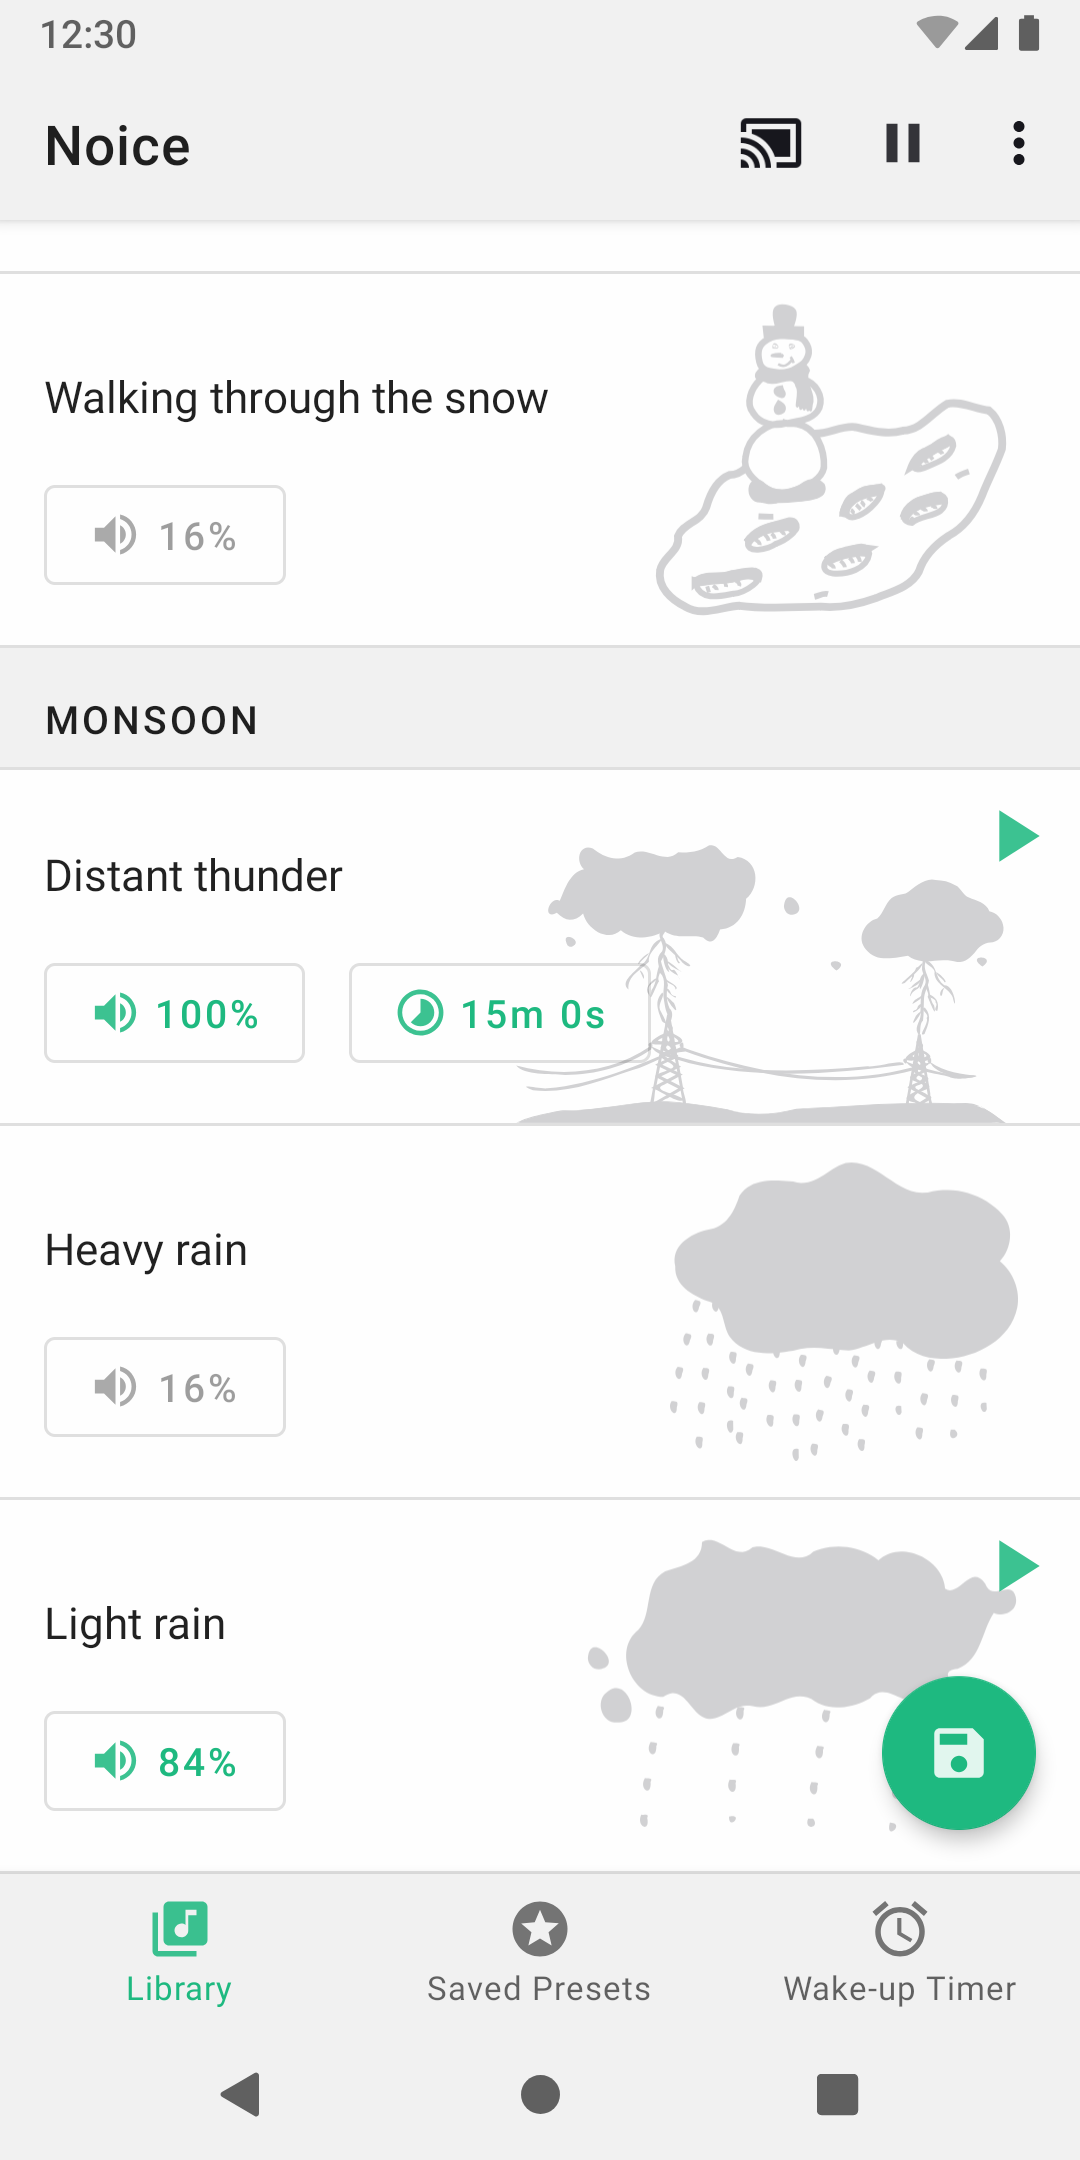 12:30
Noice
Walking through the snow
16%
MONSOON
Distant thunder
100% 15m 0s
Heavy rain
16%
Light rain
84%
Library Saved Presets Wake-up Timer